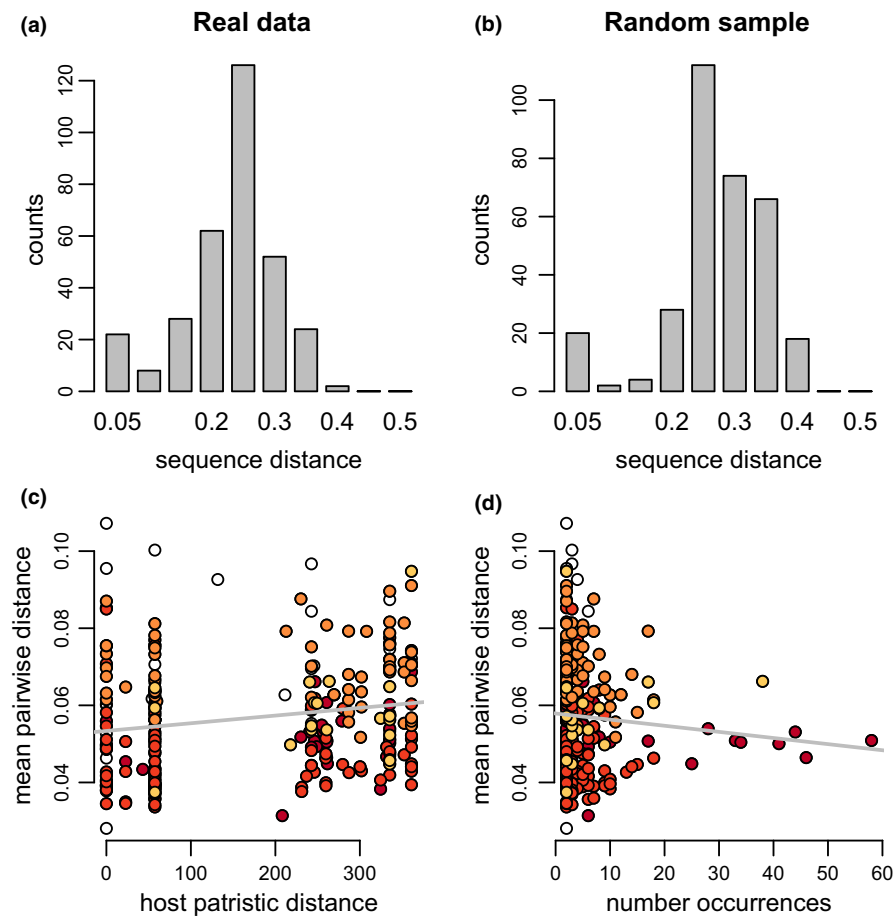 (a) Real data
counts
0 20 40 60 80 100 120
0.05 0.2 0.3 0.4 0.5
sequence distance
(b) Random sample
counts
0 20 40 60 80 100
0.05 0.2 0.3 0.4 0.5
sequence distance
(c)
mean pairwise distance
0.04 0.06 0.08 0.10
0 100 200 300
host patristic distance
(d)
mean pairwise distance
0.04 0.06 0.08 0.10
0 10 20 30 40 50 60
number occurrences